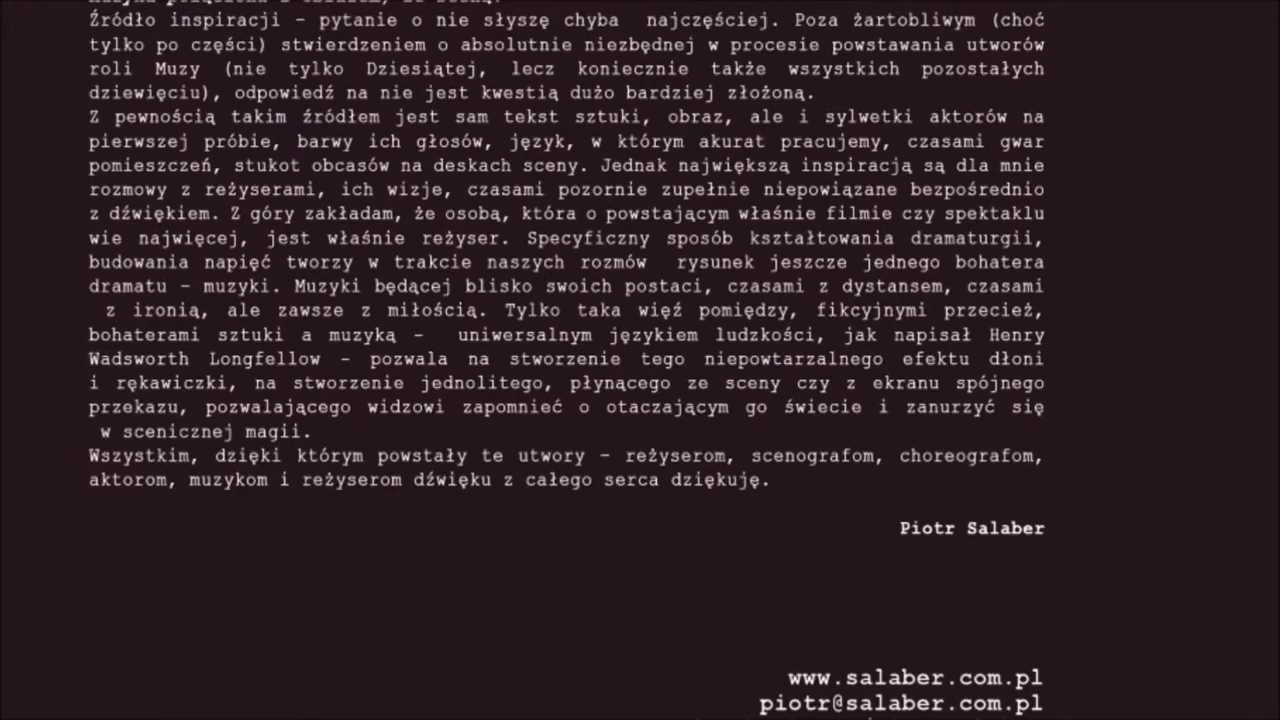 Źródło inspiracji - pytanie o nie słyszę chyba najczęściej. Poza żartobliwym (choć
tylko po części) stwierdzeniem o absolutnie niezbędnej w procesie powstawania utworów
roli Muzy (nie tylko Dziesiątej, lecz koniecznie także wszystkich pozostałych
dziewięciu), odpowiedź na nie jest kwestią dużo bardziej złożoną.
Z pewnością takim źródłem jest sam tekst sztuki, obraz, ale i sylwetki aktorów na
pierwszej próbie, barwy ich głosów, język, w którym akurat pracujemy, czasami gwar
pomieszczeń, stukot obcasów na deskach sceny. Jednak największą inspiracją są dla mnie
rozmowy z reżyserami, ich wizje, czasami pozornie zupełnie niepowiązane bezpośrednio
z dźwiękiem. Z góry zakładam, że osobą, która o powstającym właśnie filmie czy spektaklu
wie najwięcej, jest właśnie reżyser. Specyficzny sposób kształtowania dramaturgii,
budowania napięć tworzy w trakcie naszych rozmów rysunek jeszcze jednego bohatera
dramatu - muzyki. Muzyki będącej blisko swoich postaci, czasami z dystansem, czasami
z ironią, ale zawsze z miłością. Tylko taka więź pomiędzy, fikcyjnymi przecież,
bohaterami sztuki a muzyką - uniwersalnym językiem ludzkości, jak napisał Henry
Wadsworth Longfellow - pozwala na stworzenie tego niepowtarzalnego efektu dłoni
i rękawiczki, na stworzenie jednolitego, płynącego ze sceny czy z ekranu spójnego
przekazu, pozwalającego widzowi zapomnieć o otaczającym go świecie i zanurzyć się
w scenicznej magii.
Wszystkim, dzięki którym powstały te utwory - reżyserom, scenografom, choreografom,
aktorom, muzykom i reżyserom dźwięku z całego serca dziękuję.
Piotr Salaber
www.salaber.com.pl
piotr@salaber.com.pl